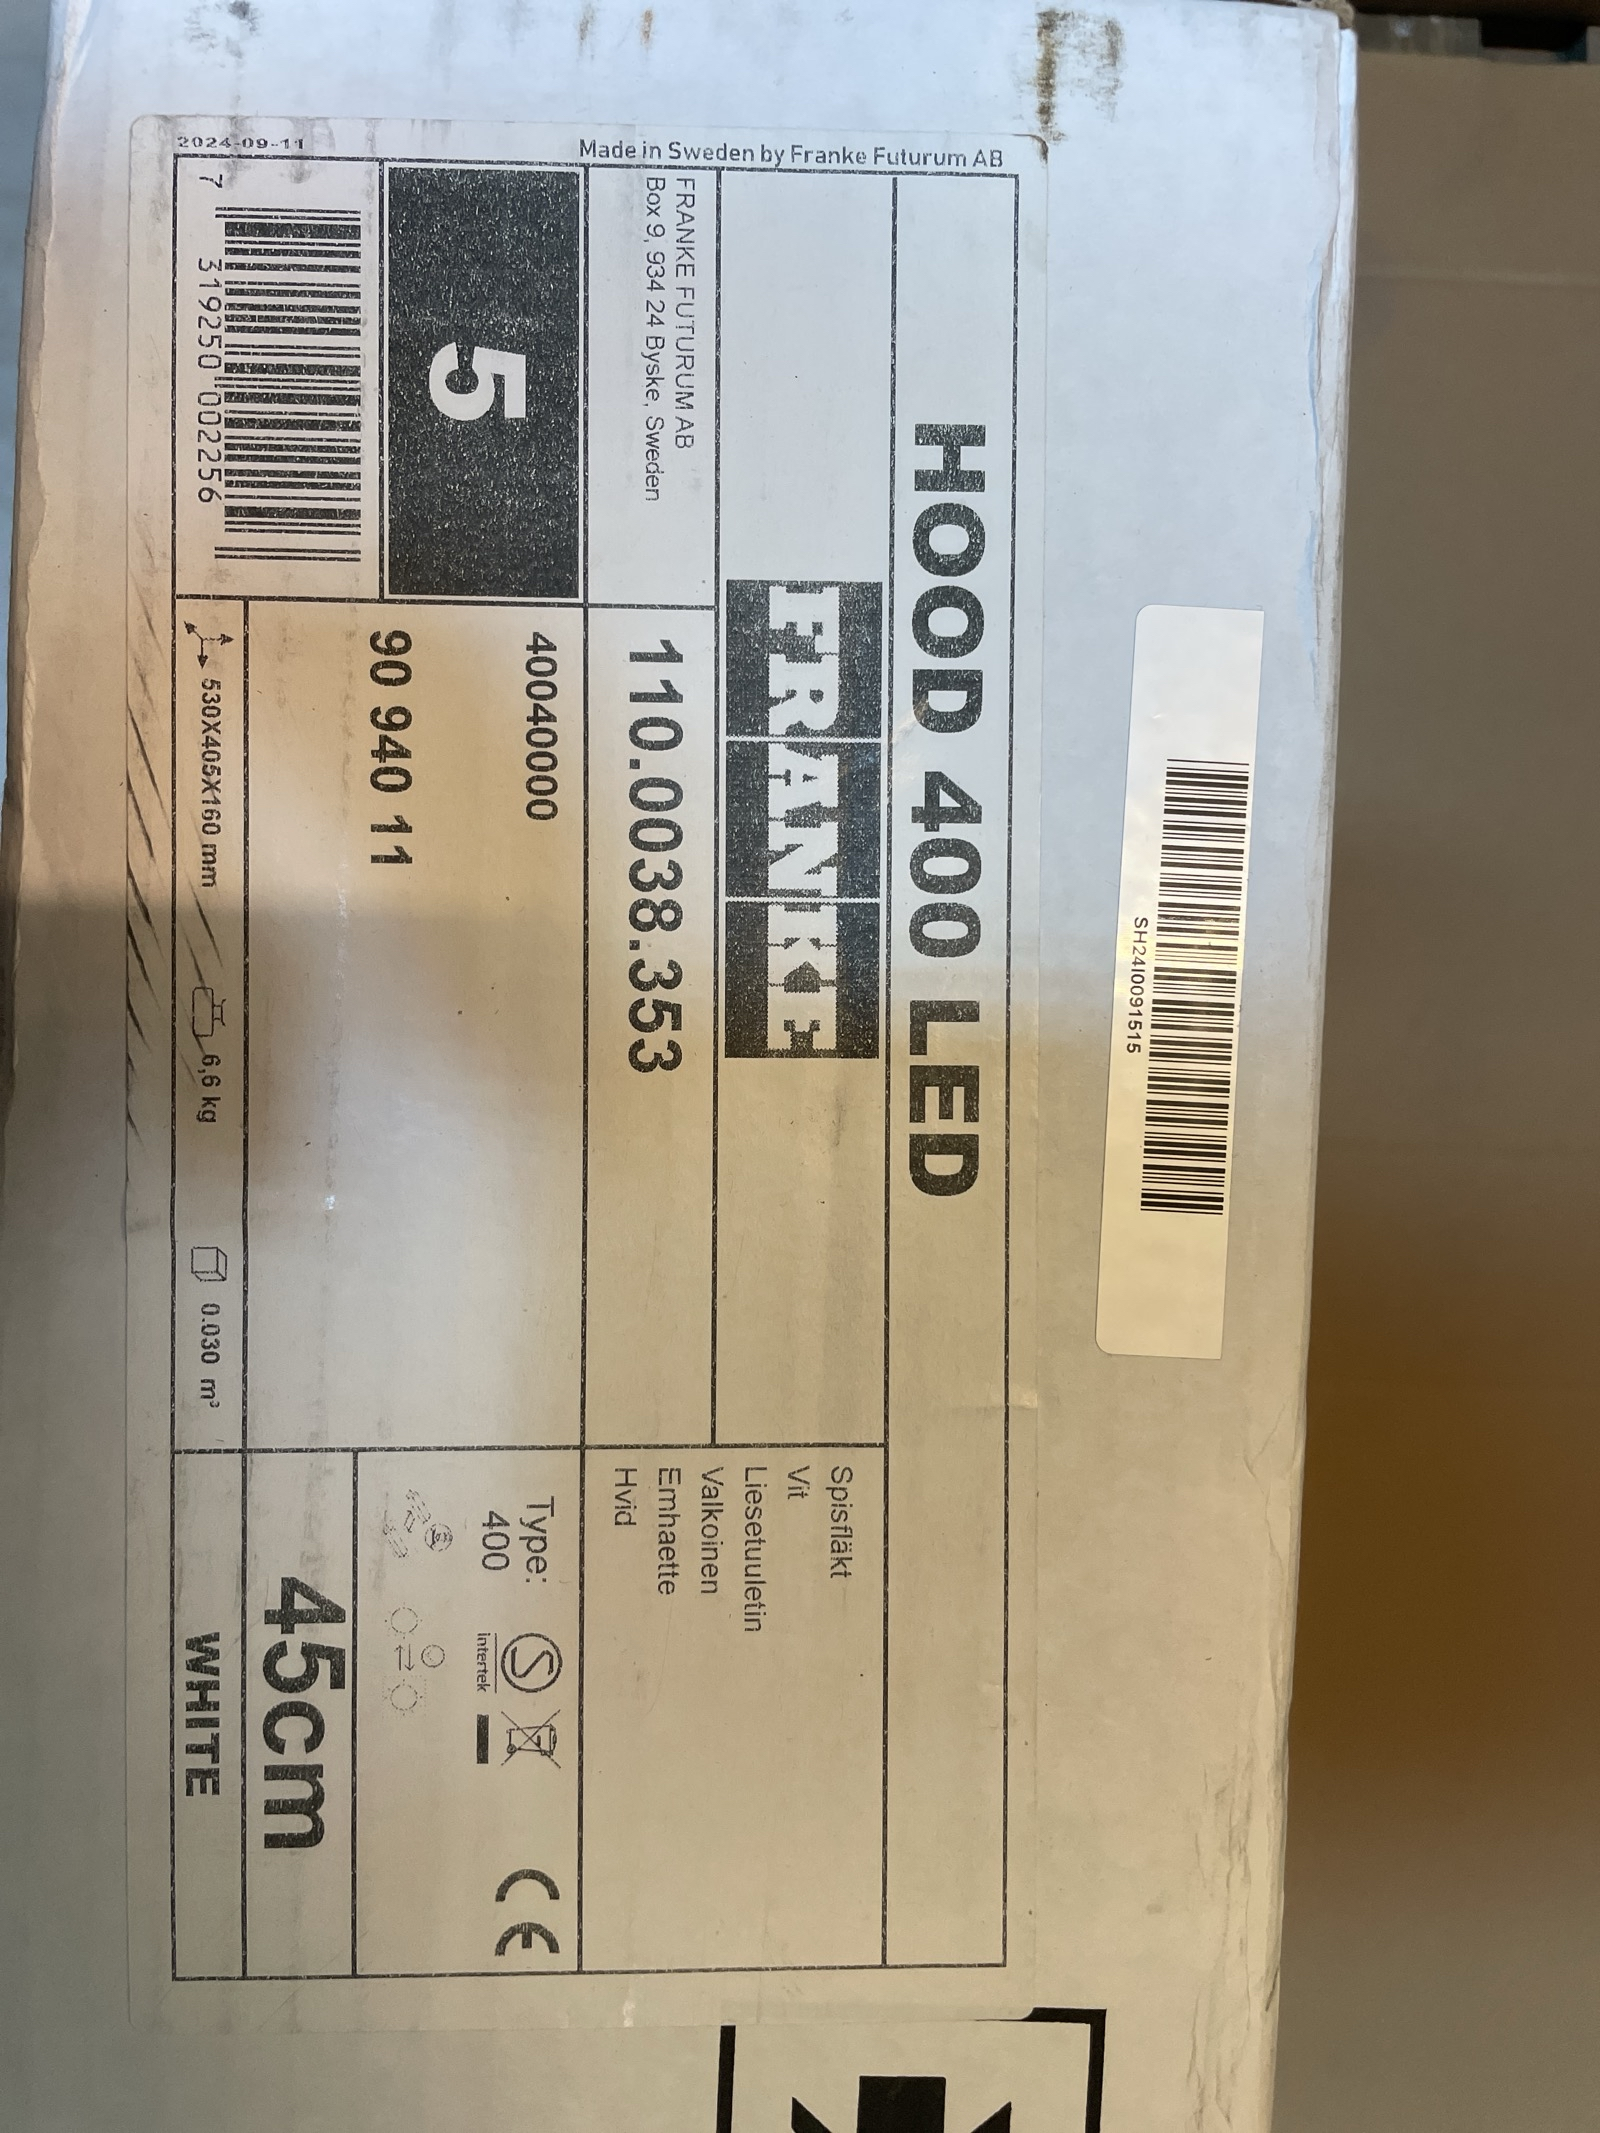 SH24I0091515
Made in Sweden by Franke Futurum AB
HOOD 400 LED
FRANKE
FRANKE FUTURUM AB
Box 9, 934 24 Byske, Sweden
110.0038.353
Spisfläkt
Vit
Liesetuuletin
Valkoinen
Emhaette
Hvid
5
40040000
90 940 11
Type:
400
intertek
CE
45cm
2024-09-11
7 319250 002256
530X405X160 mm
6,6 kg
0.030 m³
WHITE